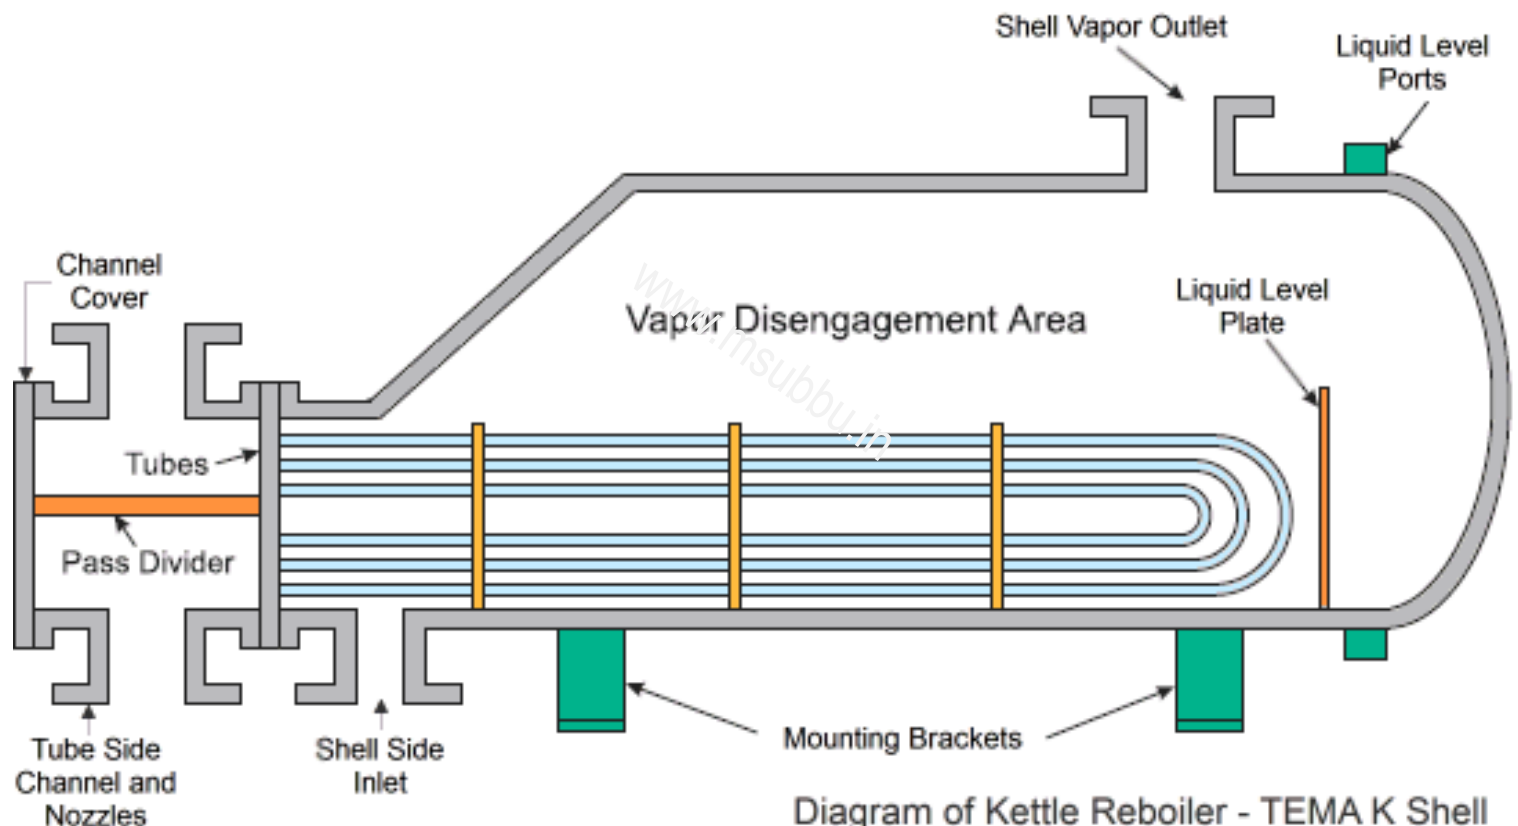 Shell Vapor Outlet
Liquid Level
Ports
Channel
Cover
Liquid Level
Plate
Vapor Disengagement Area
www.msubbu.in
Tubes
Pass Divider
Tube Side
Channel and
Nozzles
Shell Side
Inlet
Mounting Brackets
Diagram of Kettle Reboiler - TEMA K Shell